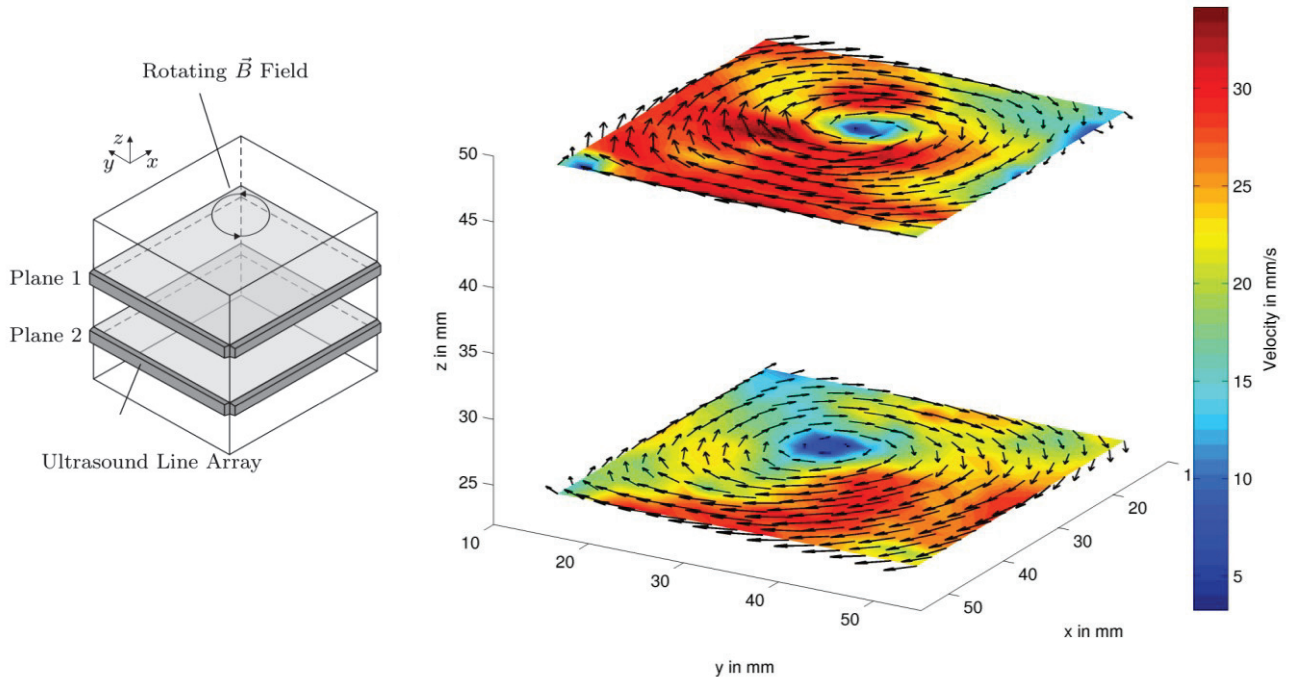 Rotating B⃗ Field
z
y x
Plane 1
Plane 2
Ultrasound Line Array
50
45
40
35
30
25
z in mm
10
20
30
40
50
y in mm
1
20
30
40
50
x in mm
30
25
20
15
10
5
Velocity in mm/s